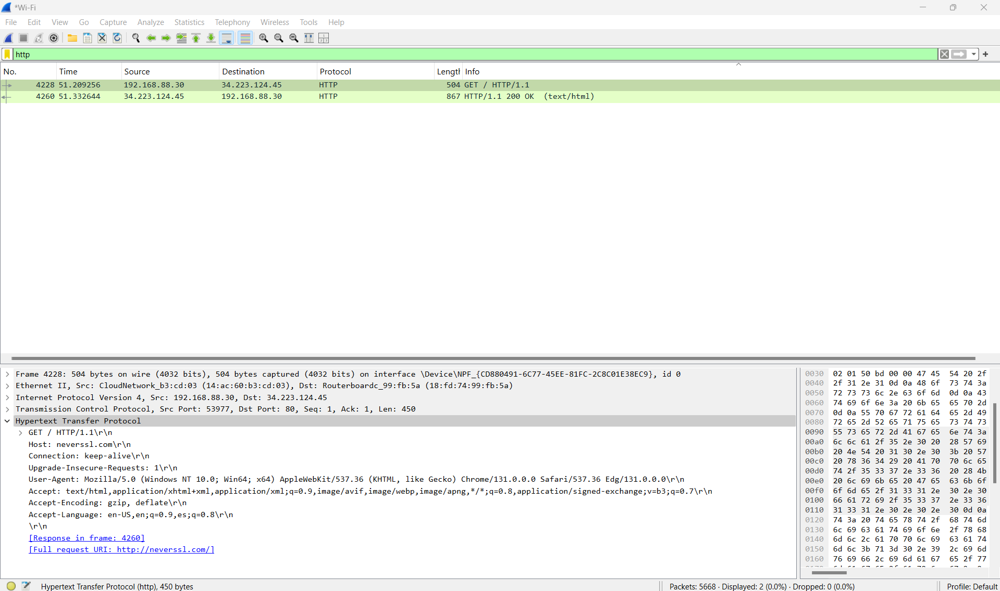 *Wi-Fi
File Edit View Go Capture Analyze Statistics Telephony Wireless Tools Help
http
No. Time Source Destination Protocol Length Info
4228 51.209256 192.168.88.30 34.223.124.45 HTTP 504 GET / HTTP/1.1
4260 51.332644 34.223.124.45 192.168.88.30 HTTP 867 HTTP/1.1 200 OK (text/html)
Frame 4228: 504 bytes on wire (4032 bits), 504 bytes captured (4032 bits) on interface \Device\NPF_{CD880491-6C77-45EE-81FC-2C8C01E38EC9}, id 0
Ethernet II, Src: CloudNetwork_b3:cd:03 (14:ac:60:b3:cd:03), Dst: Routerboardc_99:fb:5a (18:fd:74:99:fb:5a)
Internet Protocol Version 4, Src: 192.168.88.30, Dst: 34.223.124.45
Transmission Control Protocol, Src Port: 53977, Dst Port: 80, Seq: 1, Ack: 1, Len: 450
Hypertext Transfer Protocol
GET / HTTP/1.1\r\n
Host: neverssl.com\r\n
Connection: keep-alive\r\n
Upgrade-Insecure-Requests: 1\r\n
User-Agent: Mozilla/5.0 (Windows NT 10.0; Win64; x64) AppleWebKit/537.36 (KHTML, like Gecko) Chrome/131.0.0.0 Safari/537.36 Edg/131.0.0.0\r\n
Accept: text/html,application/xhtml+xml,application/xml;q=0.9,image/avif,image/webp,image/apng,*/*;q=0.8,application/signed-exchange;v=b3;q=0.7\r\n
Accept-Encoding: gzip, deflate\r\n
Accept-Language: en-US,en;q=0.9,es;q=0.8\r\n
\r\n
[Response in frame: 4260]
[Full request URI: http://neverssl.com/]
0030 02 01 50 bd 00 00 47 45 54 20 2f
0040 2f 31 2e 31 0d 0a 48 6f 73 74 3a
0050 72 73 73 6c 2e 63 6f 6d 0d 0a 43
0060 74 69 6f 6e 3a 20 6b 65 65 70 2d
0070 0d 0a 55 70 67 72 61 64 65 2d 49
0080 72 65 2d 52 65 71 75 65 73 74 73
0090 55 73 65 72 2d 41 67 65 6e 74 3a
00a0 6c 6c 61 2f 35 2e 30 20 28 57 69
00b0 20 4e 54 20 31 30 2e 30 3b 20 57
00c0 20 78 36 34 29 20 41 70 70 6c 65
00d0 74 2f 35 33 37 2e 33 36 20 28 4b
00e0 20 6c 69 6b 65 20 47 65 63 6b 6f
00f0 6f 6d 65 2f 31 33 31 2e 30 2e 30
0100 66 61 72 69 2f 35 33 37 2e 33 36
0110 31 33 31 2e 30 2e 30 2e 30 0d 0a
0120 74 3a 20 74 65 78 74 2f 68 74 6d
0130 6c 69 63 61 74 69 6f 6e 2f 78 68
0140 6d 6c 2c 61 70 70 6c 69 63 61 74
0150 6d 6c 3b 71 3d 30 2e 39 2c 69 6d
0160 76 69 66 2c 69 6d 61 67 65 2f 77
Hypertext Transfer Protocol (http), 450 bytes
Packets: 5668 · Displayed: 2 (0.0%) · Dropped: 0 (0.0%)
Profile: Default